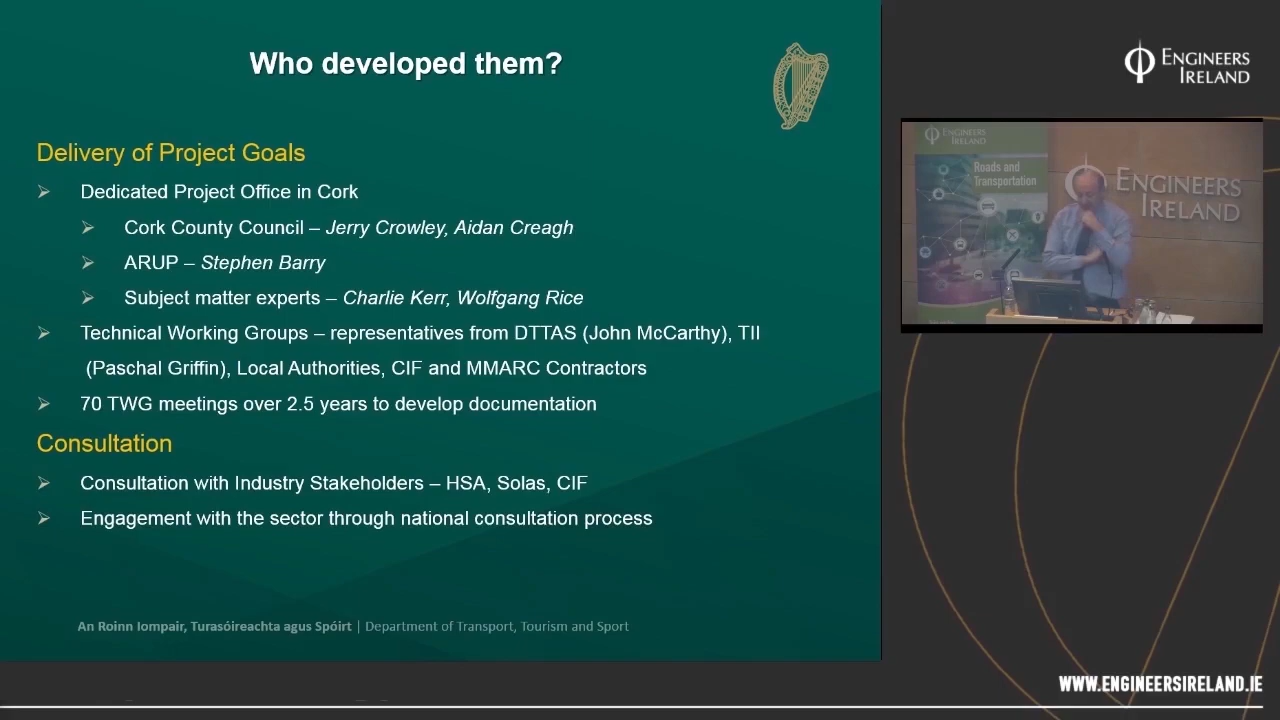 Who developed them?
Delivery of Project Goals
Dedicated Project Office in Cork
Cork County Council – Jerry Crowley, Aidan Creagh
ARUP – Stephen Barry
Subject matter experts – Charlie Kerr, Wolfgang Rice
Technical Working Groups – representatives from DTTAS (John McCarthy), TII
(Paschal Griffin), Local Authorities, CIF and MMARC Contractors
70 TWG meetings over 2.5 years to develop documentation
Consultation
Consultation with Industry Stakeholders – HSA, Solas, CIF
Engagement with the sector through national consultation process
An Roinn Iompair, Turasóireachta agus Spóirt | Department of Transport, Tourism and Sport
ENGINEERS
IRELAND
ENGINEERS
IRELAND
Roads and
Transportation
ENGINEERS
IRELAND
WWW.ENGINEERSIRELAND.IE